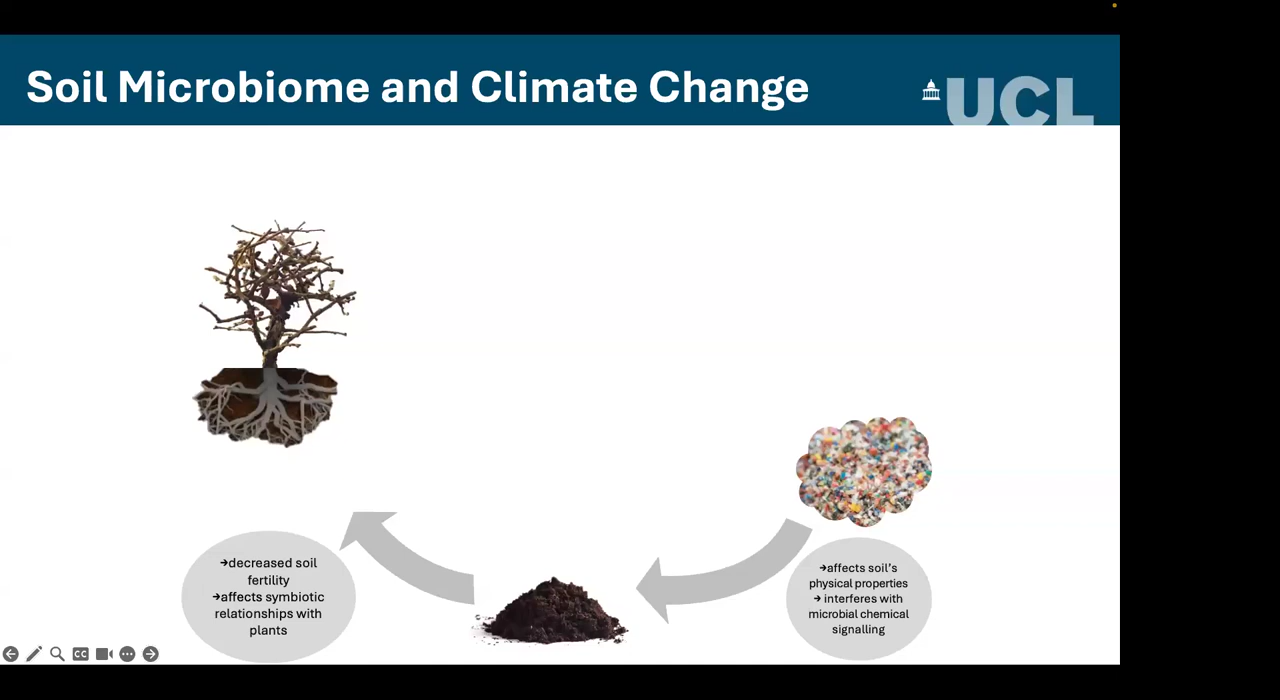 Soil Microbiome and Climate Change
UCL
→decreased soil
fertility
→affects symbiotic
relationships with
plants
→affects soil's
physical properties
→ interferes with
microbial chemical
signalling
CC